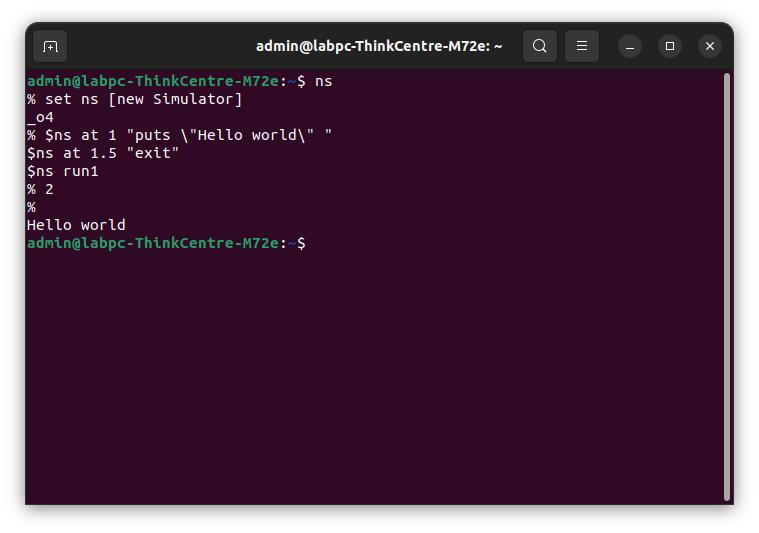 admin@labpc-ThinkCentre-M72e: ~
admin@labpc-ThinkCentre-M72e:~$ ns
% set ns [new Simulator]
_o4
% $ns at 1 "puts \"Hello world\" "
$ns at 1.5 "exit"
$ns run1
% 2
%
Hello world
admin@labpc-ThinkCentre-M72e:~$